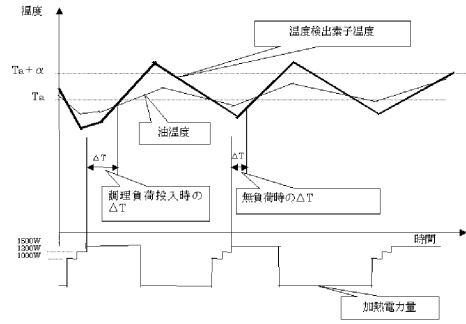 温度
温度検出素子温度
Ta＋α
Ta
油温度
ΔT
ΔT
調理負荷投入時の
ΔT
無負荷時のΔT
時間
1500W
1300W
1000W
加熱電力量